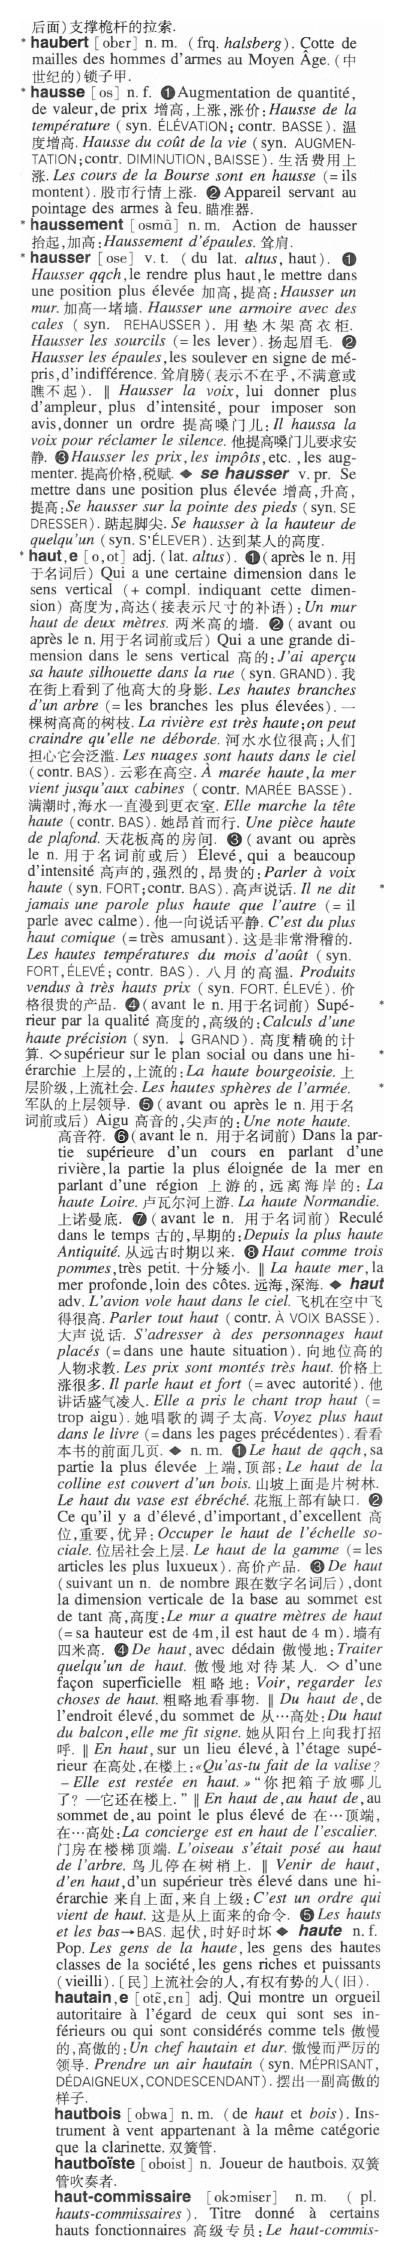 后面)支撑桅杆的拉索.
* haubert [obɛr] n. m. (frq. halsberg). Cotte de
mailles des hommes d'armes au Moyen Âge. (中
世纪的)锁子甲.
* hausse [os] n. f. ❶Augmentation de quantité,
de valeur,de prix 增高,上涨,涨价:Hausse de la
température (syn. ÉLÉVATION; contr. BASSE). 温
度增高. Hausse du coût de la vie (syn. AUGMEN-
TATION;contr. DIMINUTION, BAISSE). 生活费用上
涨. Les cours de la Bourse sont en hausse (=ils
montent). 股市行情上涨. ❷Appareil servant au
pointage des armes à feu. 瞄准器.
* haussement [osmã] n. m. Action de hausser
抬起,加高:Haussement d'épaules. 耸肩.
* hausser [ose] v. t. (du lat. altus, haut). ❶
Hausser qqch,le rendre plus haut,le mettre dans
une position plus élevée 加高,提高:Hausser un
mur. 加高一堵墙. Hausser une armoire avec des
cales (syn. REHAUSSER). 用垫木架高衣柜.
Hausser les sourcils (=les lever). 扬起眉毛. ❷
Hausser les épaules,les soulever en signe de mé-
pris,d'indifférence. 耸肩膀(表示不在乎,不满意或
瞧不起). ‖ Hausser la voix, lui donner plus
d'ampleur, plus d'intensité, pour imposer son
avis,donner un ordre 提高嗓门儿:Il haussa la
voix pour réclamer le silence. 他提高嗓门儿要求安
静. ❸Hausser les prix,les impôts,etc. ,les aug-
menter. 提高价格,税赋. ◆ se hausser v. pr. Se
mettre dans une position plus élevée 增高,升高,
提高:Se hausser sur la pointe des pieds (syn. SE
DRESSER). 踮起脚尖. Se hausser à la hauteur de
quelqu'un (syn. S'ÉLEVER). 达到某人的高度.
* haut,e [o,ot] adj. (lat. altus). ❶(après le n. 用
于名词后) Qui a une certaine dimension dans le
sens vertical (+ compl. indiquant cette dimen-
sion) 高度为,高达(接表示尺寸的补语):Un mur
haut de deux mètres. 两米高的墙. ❷(avant ou
après le n. 用于名词前或后) Qui a une grande di-
mension dans le sens vertical 高的:J'ai aperçu
sa haute silhouette dans la rue (syn. GRAND). 我
在街上看到了他高大的身影. Les hautes branches
d'un arbre (=les branches les plus élevées). 一
棵树高高的树枝. La rivière est très haute;on peut
craindre qu'elle ne déborde. 河水水位很高;人们
担心它会泛滥. Les nuages sont hauts dans le ciel
(contr. BAS). 云彩在高空. À marée haute,la mer
vient jusqu'aux cabines (contr. MARÉE BASSE).
满潮时,海水一直漫到更衣室. Elle marche la tête
haute (contr. BAS). 她昂首而行. Une pièce haute
de plafond. 天花板高的房间. ❸(avant ou après
le n. 用于名词前或后) Élevé, qui a beaucoup
d'intensité 高声的,强烈的,昂贵的:Parler à voix
haute (syn. FORT;contr. BAS). 高声说话. Il ne dit *
jamais une parole plus haute que l'autre (=il
parle avec calme). 他一向说话平静. C'est du plus
haut comique (=très amusant). 这是非常滑稽的.
Les hautes températures du mois d'août (syn.
FORT,ÉLEVÉ; contr. BAS). 八月的高温. Produits
vendus à très hauts prix (syn. FORT. ÉLEVÉ). 价
格很贵的产品. ❹(avant le n. 用于名词前) Supé- *
rieur par la qualité 高度的,高级的:Calculs d'une
haute précision (syn. ↓ GRAND). 高度精确的计
算. ◇supérieur sur le plan social ou dans une hi- *
érarchie 上层的,上流的:La haute bourgeoisie. 上
层阶级,上流社会. Les hautes sphères de l'armée. *
军队的上层领导. ❺(avant ou après le n. 用于名
词前或后) Aigu 高音的,尖声的:Une note haute.
高音符. ❻(avant le n. 用于名词前) Dans la par-
tie supérieure d'un cours en parlant d'une
rivière,la partie la plus éloignée de la mer en
parlant d'une région 上游的,远离海岸的: La
haute Loire. 卢瓦尔河上游. La haute Normandie.
上诺曼底. ❼(avant le n. 用于名词前) Reculé
dans le temps 古的,早期的:Depuis la plus haute
Antiquité. 从远古时期以来. ❽Haut comme trois
pommes,très petit. 十分矮小. ‖ La haute mer,la
mer profonde,loin des côtes. 远海,深海. ◆ haut
adv. L'avion vole haut dans le ciel. 飞机在空中飞
得很高. Parler tout haut (contr. À VOIX BASSE).
大声说话. S'adresser à des personnages haut
placés (=dans une haute situation). 向地位高的
人物求教. Les prix sont montés très haut. 价格上
涨很多. Il parle haut et fort (=avec autorité). 他
讲话盛气凌人. Elle a pris le chant trop haut (=
trop aigu). 她唱歌的调子太高. Voyez plus haut
dans le livre (=dans les pages précédentes). 看看
本书的前面几页. ◆ n. m. ❶Le haut de qqch,sa
partie la plus élevée 上端,顶部:Le haut de la
colline est couvert d'un bois. 山坡上面是片树林.
Le haut du vase est ébréché. 花瓶上部有缺口. ❷
Ce qu'il y a d'élevé,d'important,d'excellent 高
位,重要,优异:Occuper le haut de l'échelle so-
ciale. 位居社会上层. Le haut de la gamme (=les
articles les plus luxueux). 高价产品. ❸De haut
(suivant un n. de nombre 跟在数字名词后),dont
la dimension verticale de la base au sommet est
de tant 高,高度:Le mur a quatre mètres de haut
(=sa hauteur est de 4m,il est haut de 4 m). 墙有
四米高. ❹De haut,avec dédain 傲慢地:Traiter
quelqu'un de haut. 傲慢地对待某人. ◇d'une
façon superficielle 粗略地:Voir, regarder les
choses de haut. 粗略地看事物. ‖ Du haut de,de
l'endroit élevé,du sommet de 从…高处:Du haut
du balcon,elle me fit signe. 她从阳台上向我打招
呼. ‖ En haut,sur un lieu élevé,à l'étage supé-
rieur 在高处,在楼上:«Qu'as-tu fait de la valise?
– Elle est restée en haut. » “你把箱子放哪儿
了? —它还在楼上.” ‖ En haut de,au haut de,au
sommet de,au point le plus élevé de 在…顶端,
在…高处:La concierge est en haut de l'escalier.
门房在楼梯顶端. L'oiseau s'était posé au haut
de l'arbre. 鸟儿停在树梢上. ‖ Venir de haut,
d'en haut,d'un supérieur très élevé dans une hi-
érarchie 来自上面,来自上级:C'est un ordre qui
vient de haut. 这是从上面来的命令. ❺Les hauts
et les bas→BAS. 起伏,时好时坏 ◆ haute n. f.
Pop. Les gens de la haute,les gens des hautes
classes de la société,les gens riches et puissants
(vieilli). 〔民〕上流社会的人,有权有势的人(旧).
hautain,e [otɛ̃,ɛn] adj. Qui montre un orgueil
autoritaire à l'égard de ceux qui sont ses in-
férieurs ou qui sont considérés comme tels 傲慢
的,高傲的:Un chef hautain et dur. 傲慢而严厉的
领导. Prendre un air hautain (syn. MÉPRISANT,
DÉDAIGNEUX,CONDESCENDANT). 摆出一副高傲的
样子.
hautbois [obwa] n. m. (de haut et bois). Ins-
trument à vent appartenant à la même catégorie
que la clarinette. 双簧管.
hautboïste [oboist] n. Joueur de hautbois. 双簧
管吹奏者.
haut-commissaire [okɔmisɛr] n. m. ( pl.
hauts-commissaires). Titre donné à certains
hauts fonctionnaires 高级专员:Le haut-commis-